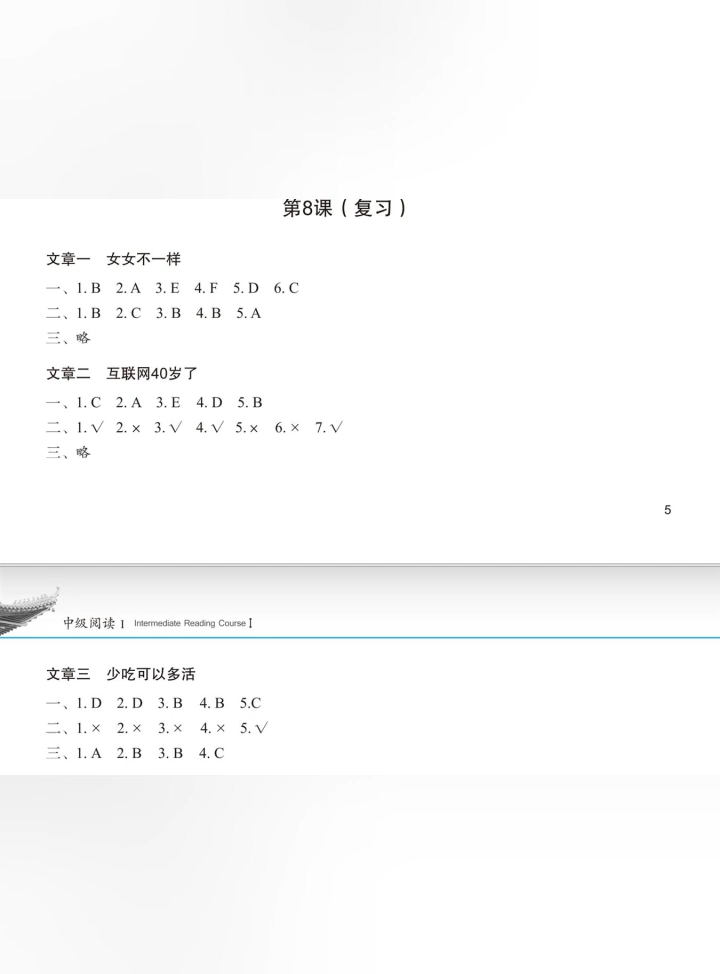 第8课（复习）
文章一 女女不一样
一、1. B 2. A 3. E 4. F 5. D 6. C
二、1. B 2. C 3. B 4. B 5. A
三、略
文章二 互联网40岁了
一、1. C 2. A 3. E 4. D 5. B
二、1. √ 2. × 3. √ 4. √ 5. × 6. × 7. √
三、略
5
中级阅读 I Intermediate Reading Course I
文章三 少吃可以多活
一、1. D 2. D 3. B 4. B 5.C
二、1. × 2. × 3. × 4. × 5. √
三、1. A 2. B 3. B 4. C